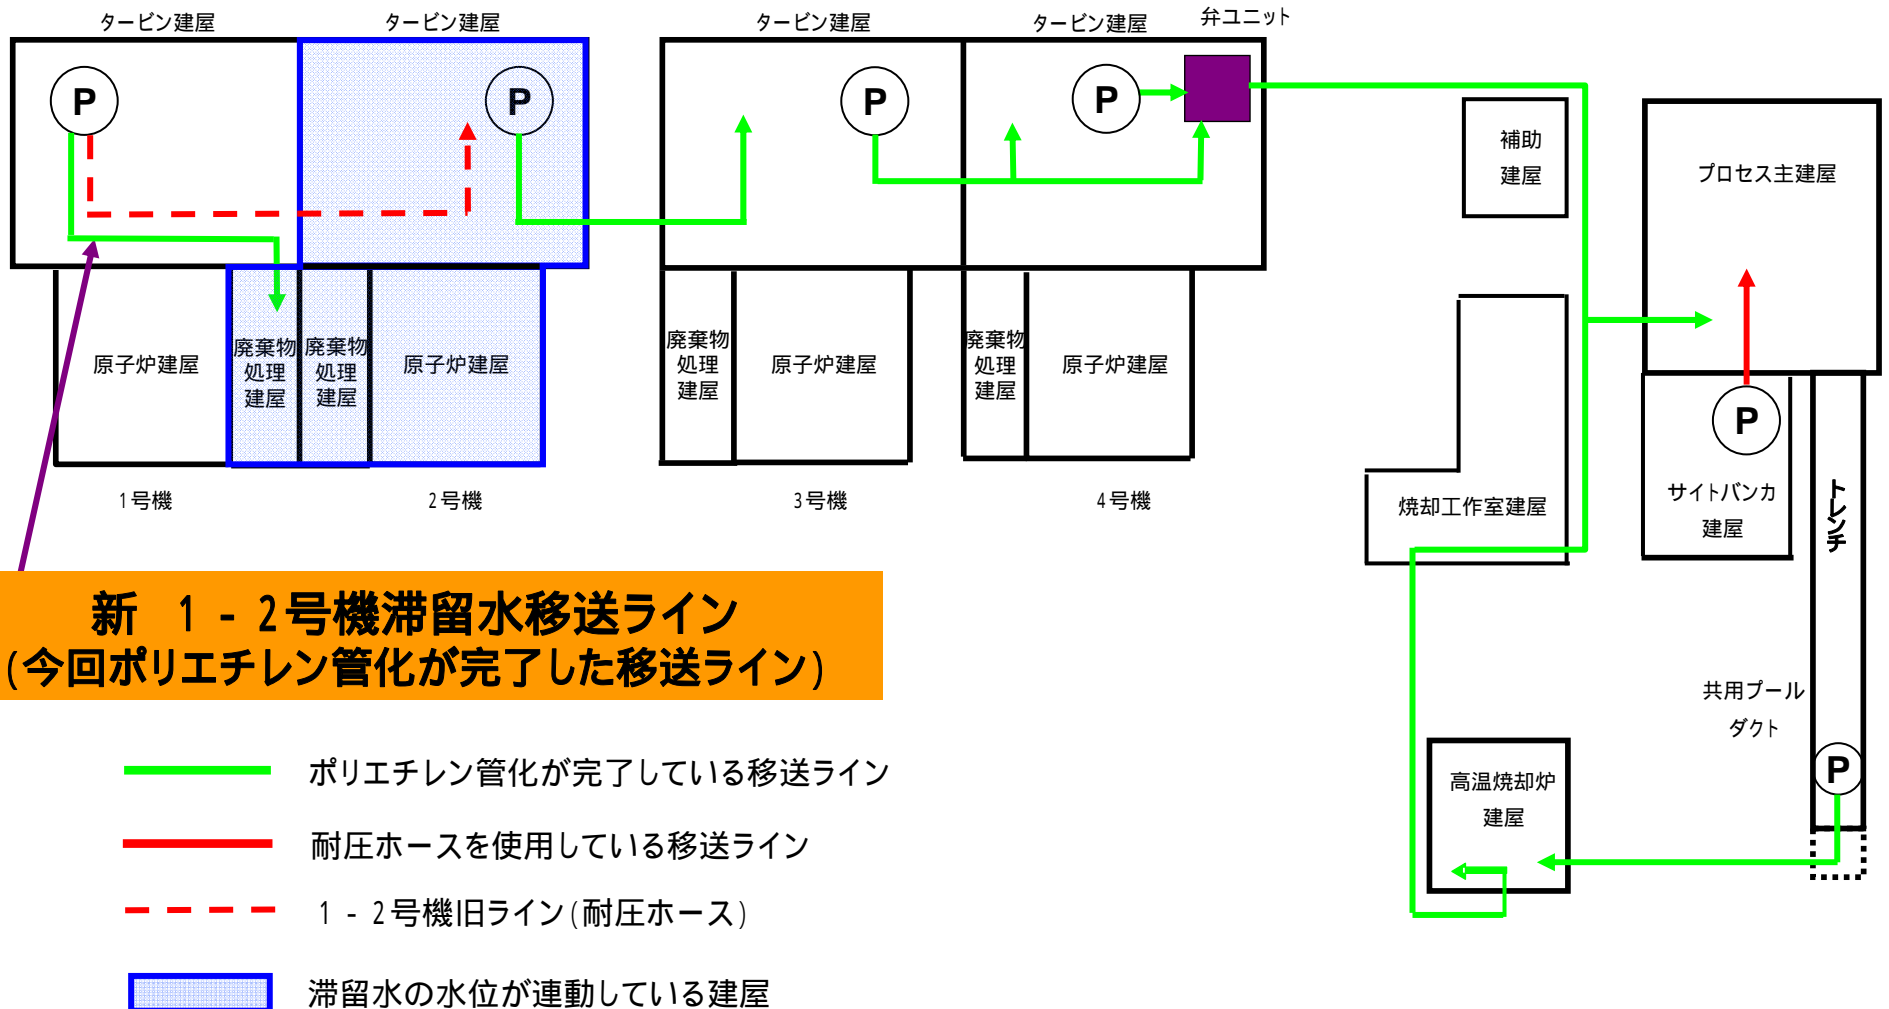 タービン建屋
タービン建屋
タービン建屋
タービン建屋
弁ユニット
P
P
P
P
補助
建屋
プロセス主建屋
原子炉建屋
廃棄物
処理
建屋
廃棄物
処理
建屋
原子炉建屋
廃棄物
処理
建屋
原子炉建屋
廃棄物
処理
建屋
原子炉建屋
P
サイトバンカ
建屋
トレンチ
焼却工作室建屋
1号機
2号機
3号機
4号機
新 1-2号機滞留水移送ライン
(今回ポリエチレン管化が完了した移送ライン)
共用プール
ダクト
P
高温焼却炉
建屋
ポリエチレン管化が完了している移送ライン
耐圧ホースを使用している移送ライン
1-2号機旧ライン(耐圧ホース)
滞留水の水位が連動している建屋